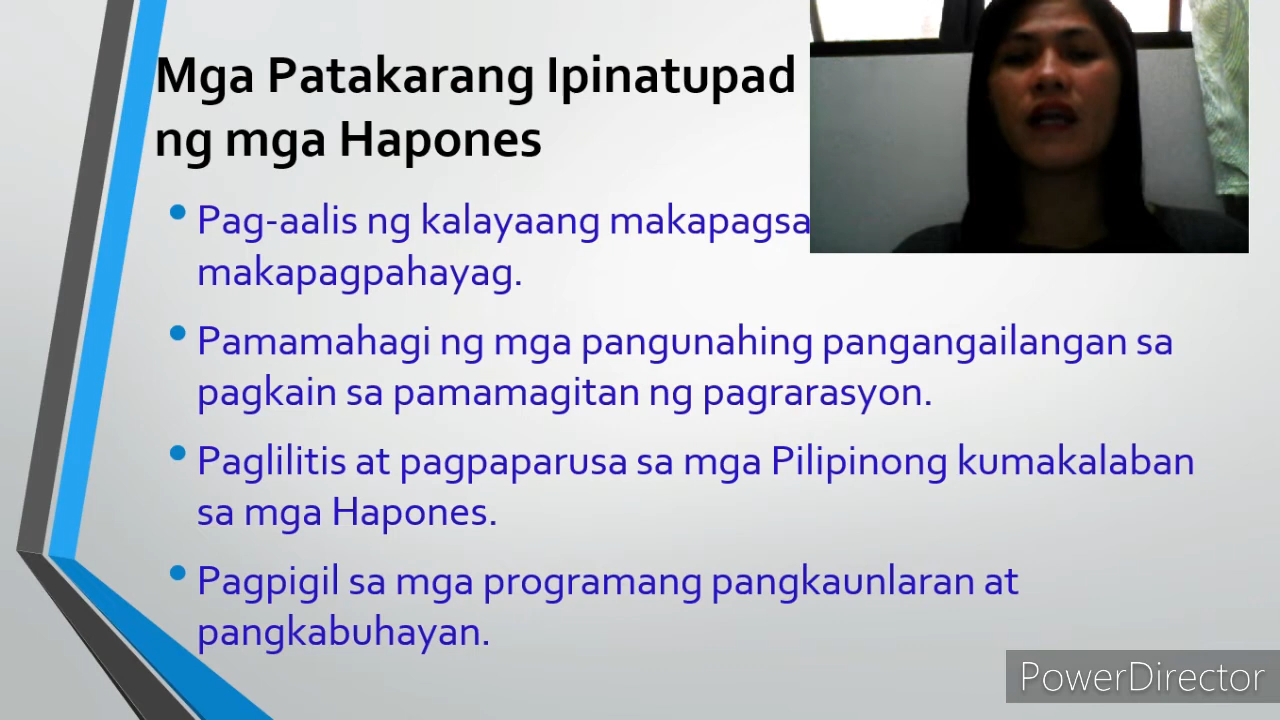 Mga Patakarang Ipinatupad
ng mga Hapones
Pag-aalis ng kalayaang
makapagpahayag.
Pamamahagi ng mga pangunahing pangangailangan sa
pagkain sa pamamagitan ng pagrarasyon.
Paglilitis at pagpaparusa sa mga Pilipinong kumakalaban
sa mga Hapones.
Pagpigil sa mga programang pangkaunlaran at
pangkabuhayan.
PowerDirector